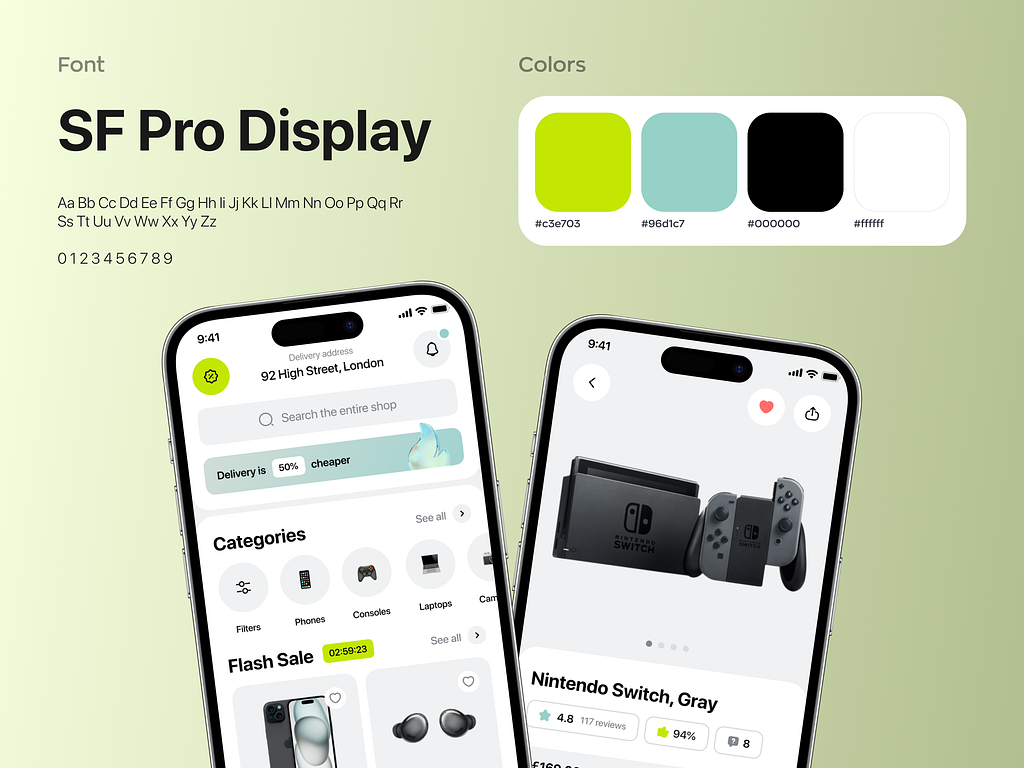 Font
SF Pro Display
Aa Bb Cc Dd Ee Ff Gg Hh Ii Jj Kk Ll Mm Nn Oo Pp Qq Rr
Ss Tt Uu Vv Ww Xx Yy Zz
0 1 2 3 4 5 6 7 8 9
Colors
#c3e703
#96d1c7
#000000
#ffffff
9:41
Delivery address
92 High Street, London
Search the entire shop
Delivery is 50% cheaper
Categories
See all
Filters
Phones
Consoles
Laptops
Cam
Flash Sale
02:59:23
See all
9:41
NINTENDO
SWITCH
NINTENDO
SWITCH
Nintendo Switch, Gray
4.8 117 reviews
94%
8